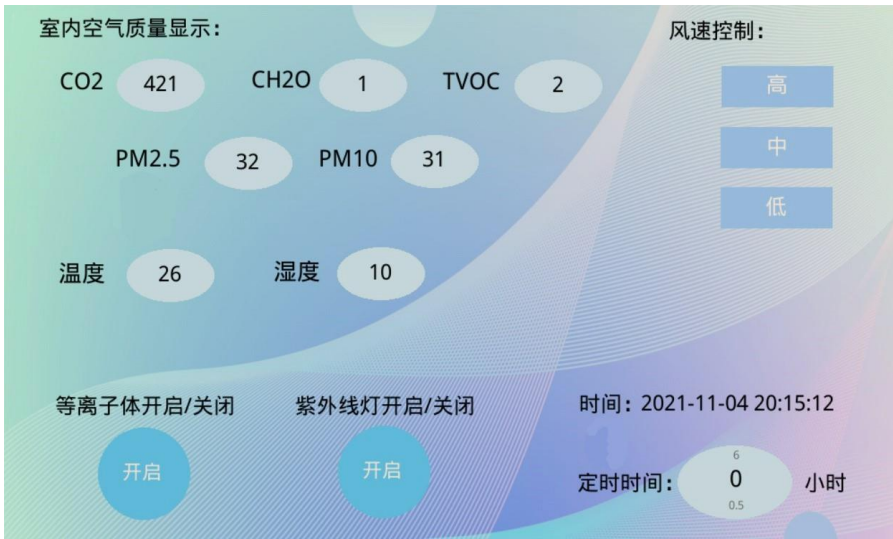 室内空气质量显示: 风速控制:
CO2 421 CH2O 1 TVOC 2 高
中
PM2.5 32 PM10 31
低
温度 26 湿度 10
等离子体开启/关闭 紫外线灯开启/关闭 时间: 2021-11-04 20:15:12
开启 开启
6
定时时间: 0 小时
0.5